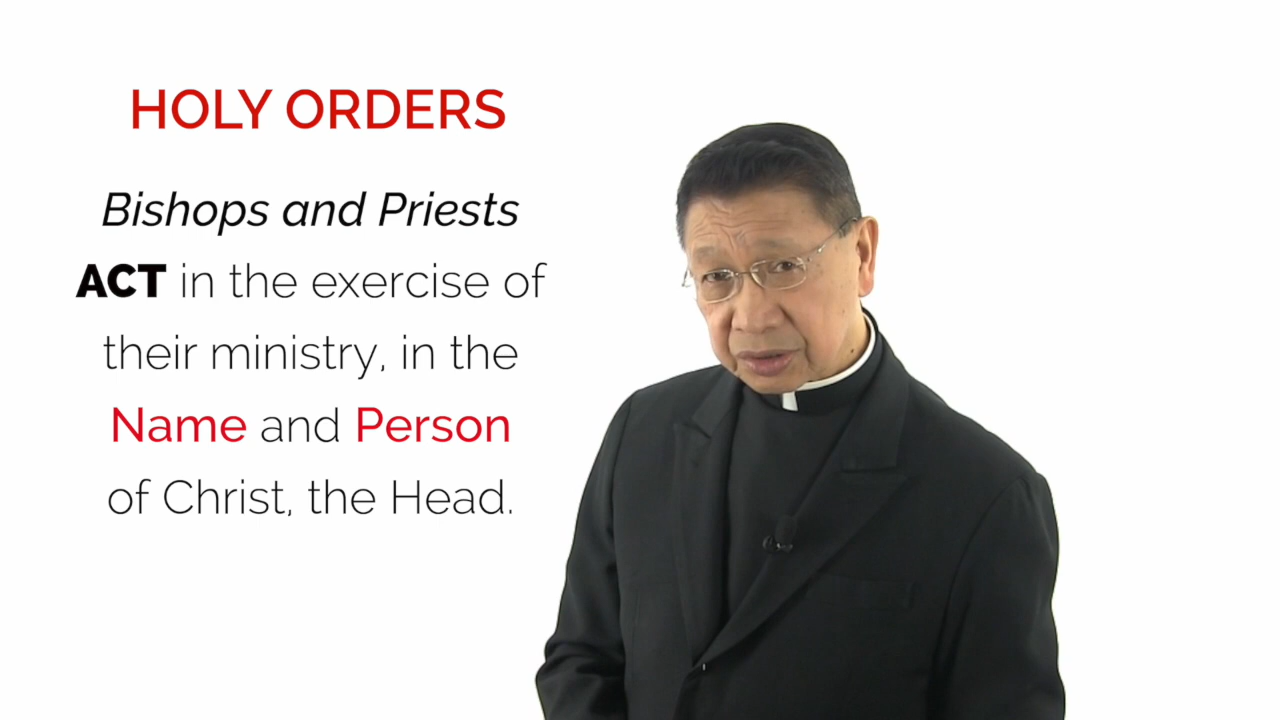 HOLY ORDERS
Bishops and Priests
ACT in the exercise of
their ministry, in the
Name and Person
of Christ, the Head.